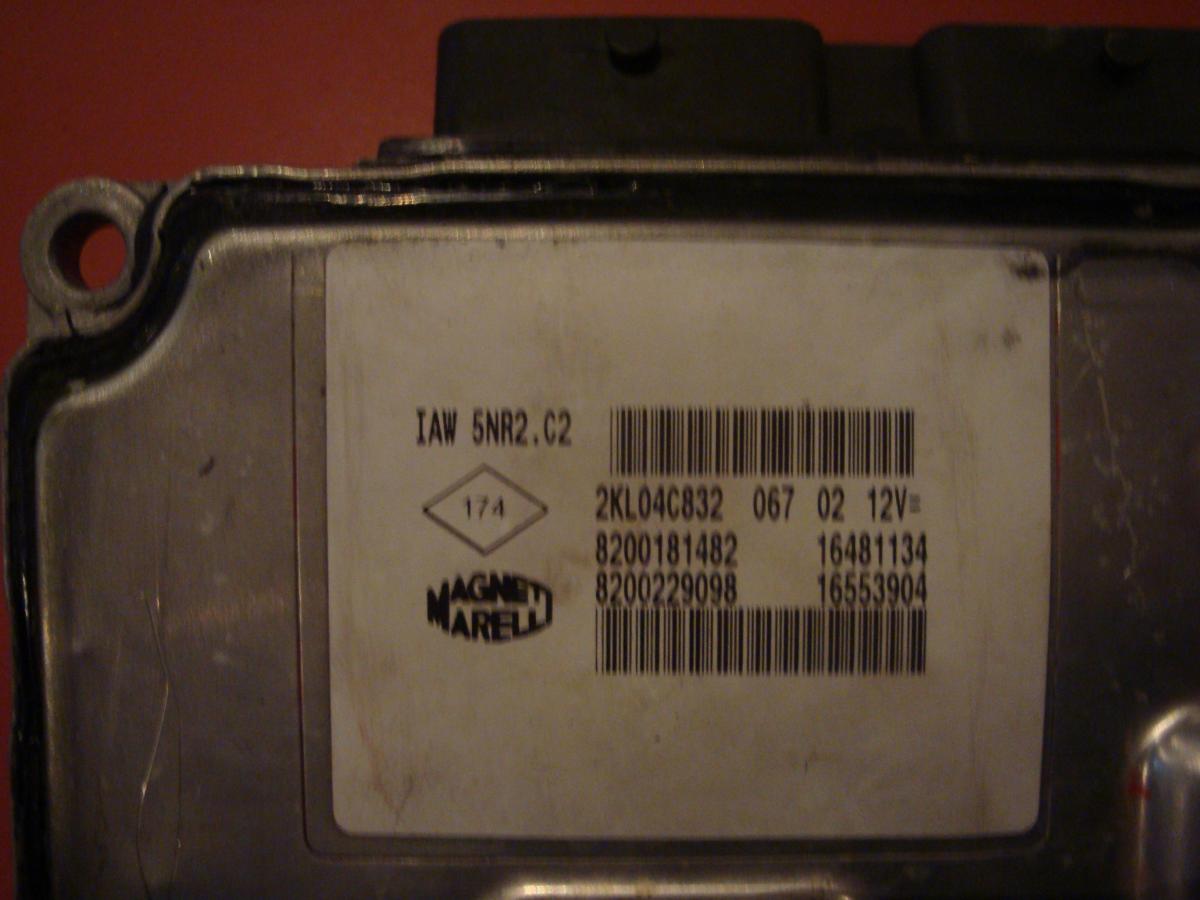 IAW 5NR2.C2
174
2KL04C832 067 02 12V=
8200181482 16481134
8200229098 16553904
MAGNETI
MARELLI